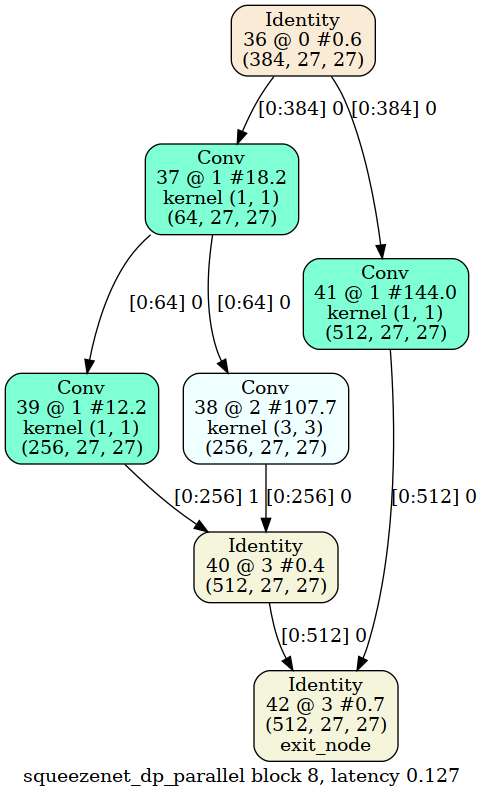 Identity
36 @ 0 #0.6
(384, 27, 27)
[0:384] 0
[0:384] 0
Conv
37 @ 1 #18.2
kernel (1, 1)
(64, 27, 27)
Conv
41 @ 1 #144.0
kernel (1, 1)
(512, 27, 27)
[0:64] 0
[0:64] 0
Conv
39 @ 1 #12.2
kernel (1, 1)
(256, 27, 27)
Conv
38 @ 2 #107.7
kernel (3, 3)
(256, 27, 27)
[0:256] 1
[0:256] 0
[0:512] 0
Identity
40 @ 3 #0.4
(512, 27, 27)
[0:512] 0
Identity
42 @ 3 #0.7
(512, 27, 27)
exit_node
squeezenet_dp_parallel block 8, latency 0.127